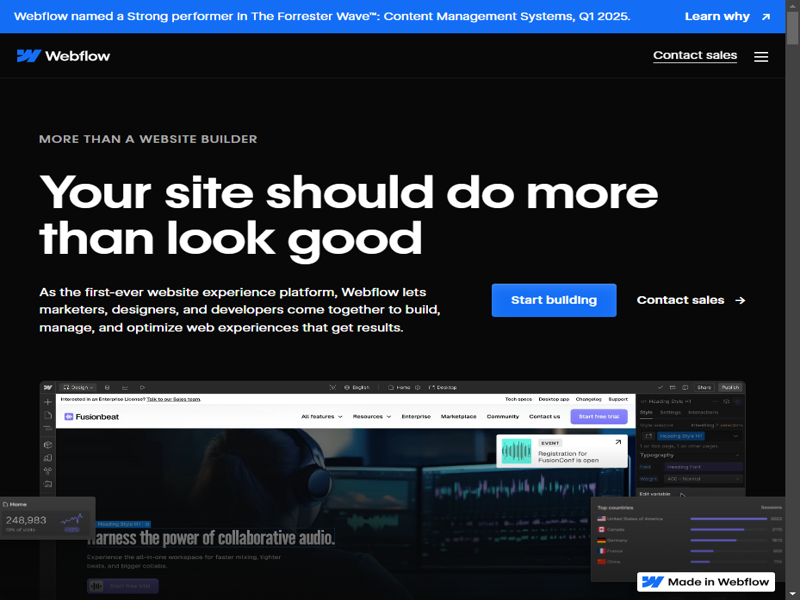 Webflow named a Strong performer In The Forrester Wave™: Content Management Systems, Q1 2025.
Learn why
Webflow
Contact sales
MORE THAN A WEBSITE BUILDER
Your site should do more
than look good
As the first-ever website experience platform, Webflow lets
marketers, designers, and developers come together to build,
manage, and optimize web experiences that get results.
Start building
Contact sales
Design
English
Home
Desktop
Share
Publish
Interested in an Enterprise License? Talk to our Sales team.
Tech specs
Desktop app
Changelog
Support
Fusionbeat
All features
Resources
Enterprise
Marketplace
Community
Contact us
Start free trial
Heading Style H1
Style
Settings
Interactions
Heading Style H1
Typography
Font
Heading Font
Weight
400 - Normal
Edit variable
EVENT
Registration for
FusionConf is open
Home
248,983
Heading Style H1
Harness the power of collaborative audio.
Experience the all-in-one workspace for faster mixing, tighter
beats, and bigger collabs.
Start free trial
Top countries
Sessions
United States of America
Canada
Germany
France
China
Made in Webflow